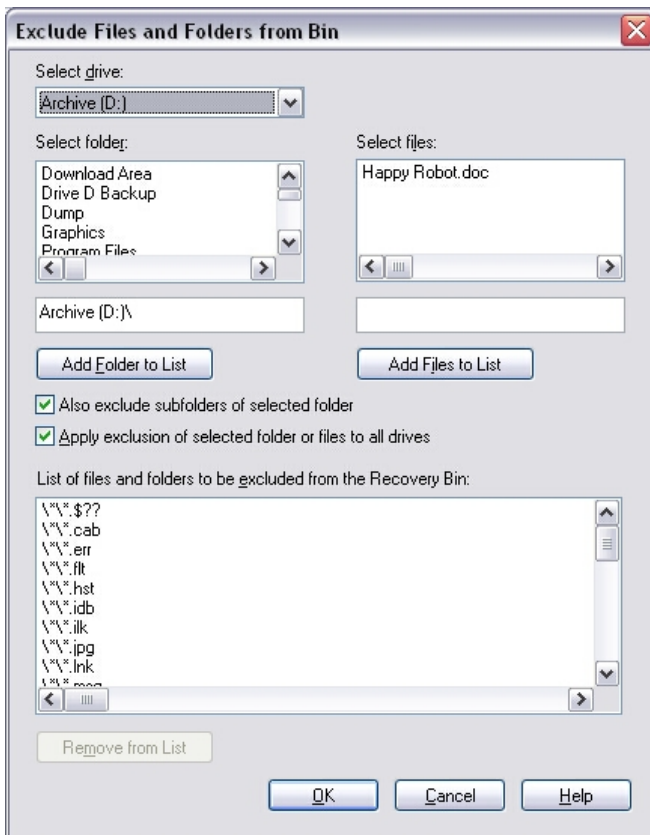 Exclude Files and Folders from Bin
Select drive:
Archive (D:)
Select folder:
Select files:
Download Area
Drive D Backup
Dump
Graphics
Program Files
Happy Robot.doc
Archive (D:)\
Add Folder to List
Add Files to List
Also exclude subfolders of selected folder
Apply exclusion of selected folder or files to all drives
List of files and folders to be excluded from the Recovery Bin:
\*\*.$??
\*\*.cab
\*\*.err
\*\*.flt
\*\*.hst
\*\*.idb
\*\*.ilk
\*\*.jpg
\*\*.lnk
Remove from List
OK
Cancel
Help